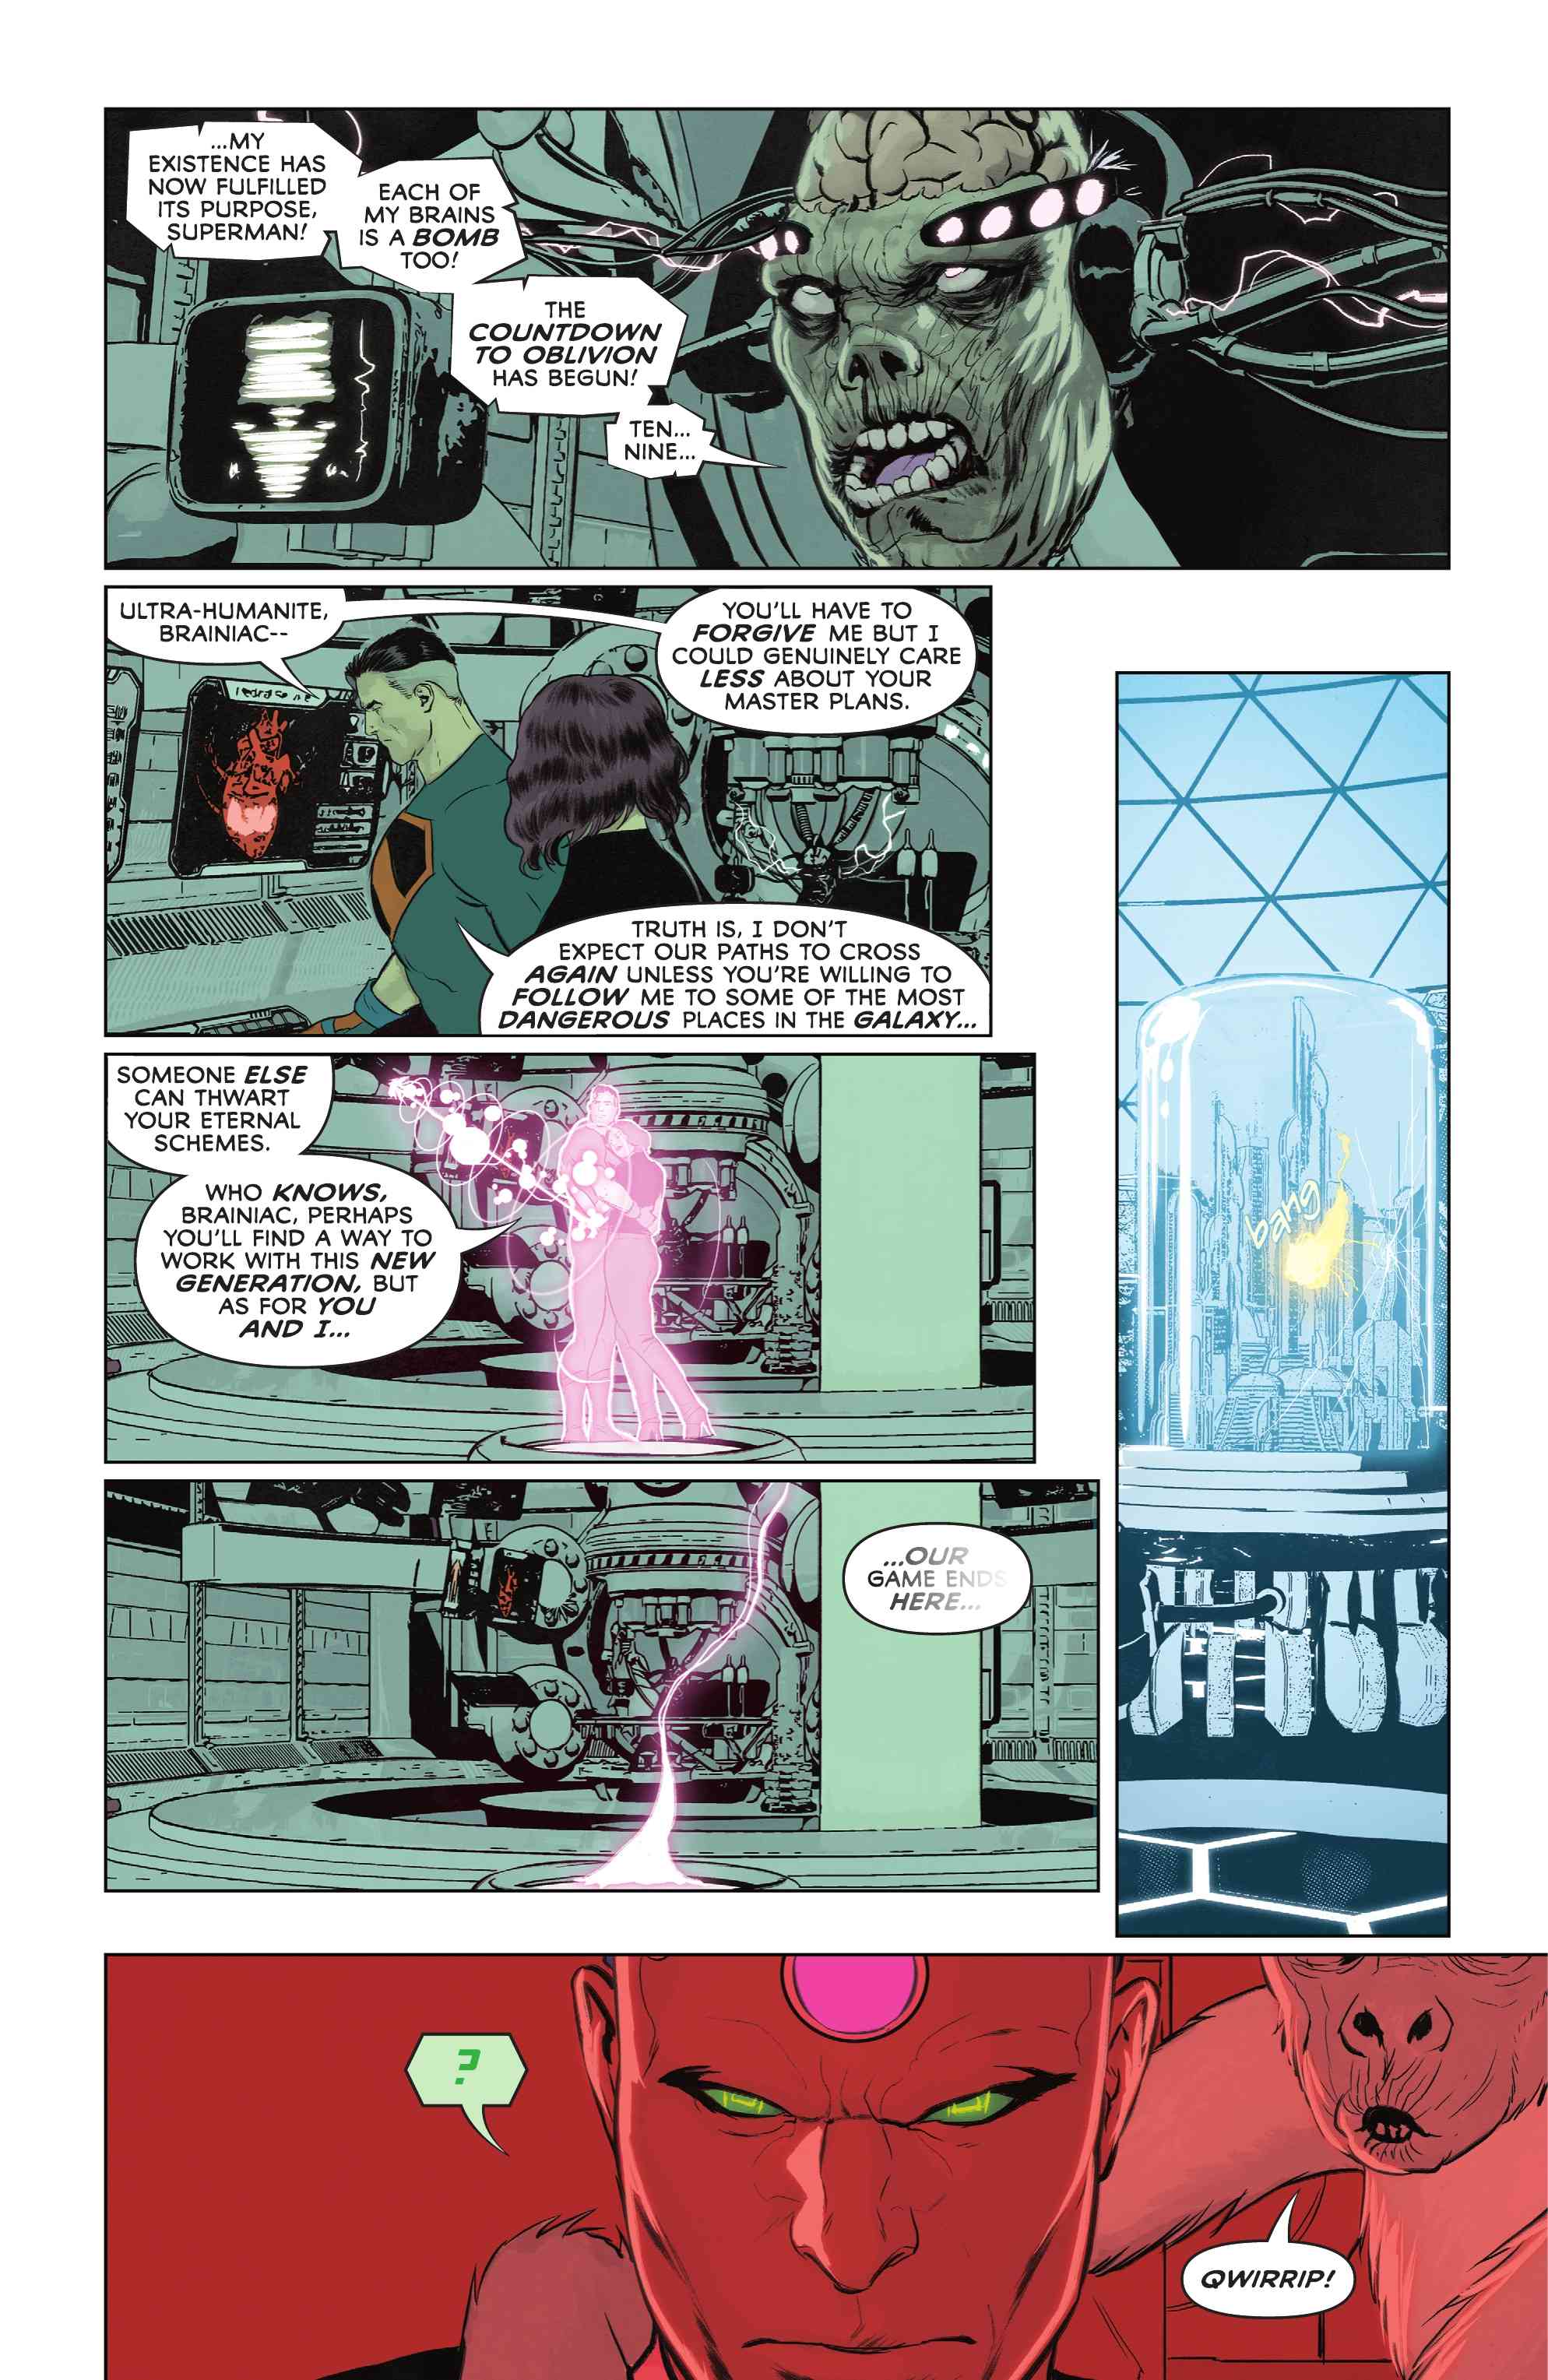 ...MY
EXISTENCE HAS
NOW FULFILLED
ITS PURPOSE,
SUPERMAN!
EACH OF
MY BRAINS
IS A BOMB
TOO!
THE
COUNTDOWN
TO OBLIVION
HAS BEGUN!
TEN...
NINE...
ULTRA-HUMANITE,
BRAINIAC--
YOU'LL HAVE TO
FORGIVE ME BUT I
COULD GENUINELY CARE
LESS ABOUT YOUR
MASTER PLANS.
TRUTH IS, I DON'T
EXPECT OUR PATHS TO CROSS
AGAIN UNLESS YOU'RE WILLING TO
FOLLOW ME TO SOME OF THE MOST
DANGEROUS PLACES IN THE GALAXY...
SOMEONE ELSE
CAN THWART
YOUR ETERNAL
SCHEMES.
WHO KNOWS,
BRAINIAC, PERHAPS
YOU'LL FIND A WAY TO
WORK WITH THIS NEW
GENERATION, BUT
AS FOR YOU
AND I...
...OUR
GAME ENDS
HERE...
bang
?
QWIRRIP!